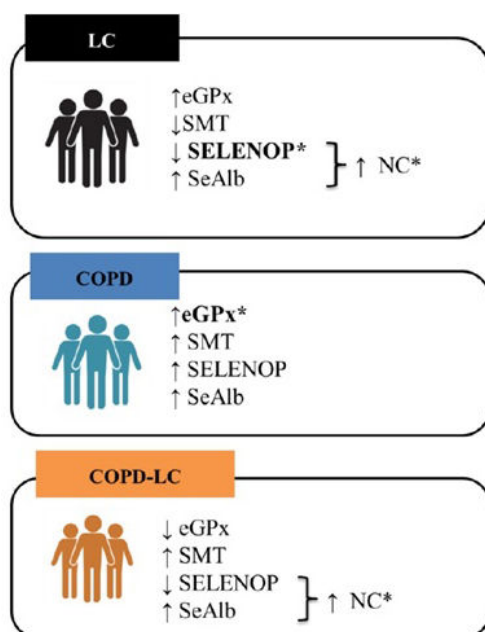 LC
↑eGPx
↓SMT
↓ SELENOP*
↑ SeAlb
↑ NC*
COPD
↑eGPx*
↑ SMT
↑ SELENOP
↑ SeAlb
COPD-LC
↓ eGPx
↑ SMT
↓ SELENOP
↑ SeAlb
↑ NC*